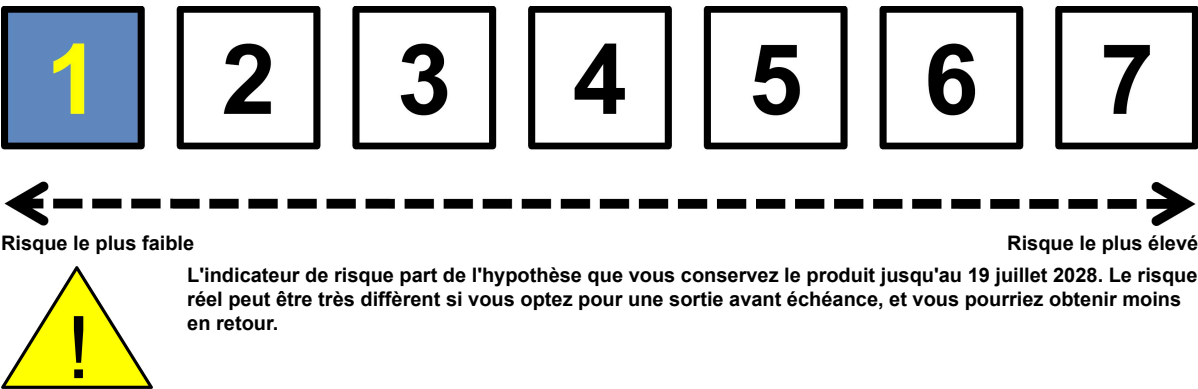 1 2 3 4 5 6 7
Risque le plus faible Risque le plus élevé
L'indicateur de risque part de l'hypothèse que vous conservez le produit jusqu'au 19 juillet 2028. Le risque
réel peut être très diffèrent si vous optez pour une sortie avant échéance, et vous pourriez obtenir moins
en retour.
!